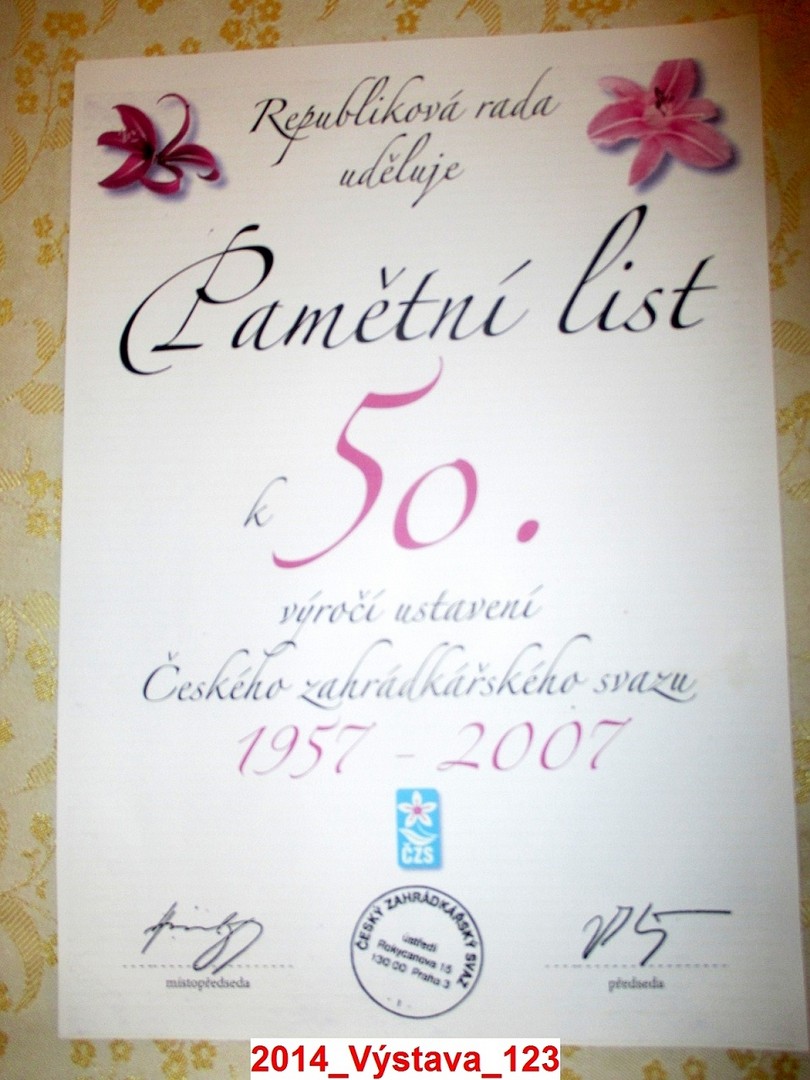 Republiková rada
uděluje
Pamětní list
k 50.
výročí ustavení
Českého zahrádkářského svazu
1957 - 2007
ČZS
ČESKÝ ZAHRÁDKÁŘSKÝ SVAZ
ústředí
Rokycanova 15
130 00 Praha 3
- 1 -
místopředseda
předseda
2014_Výstava_123